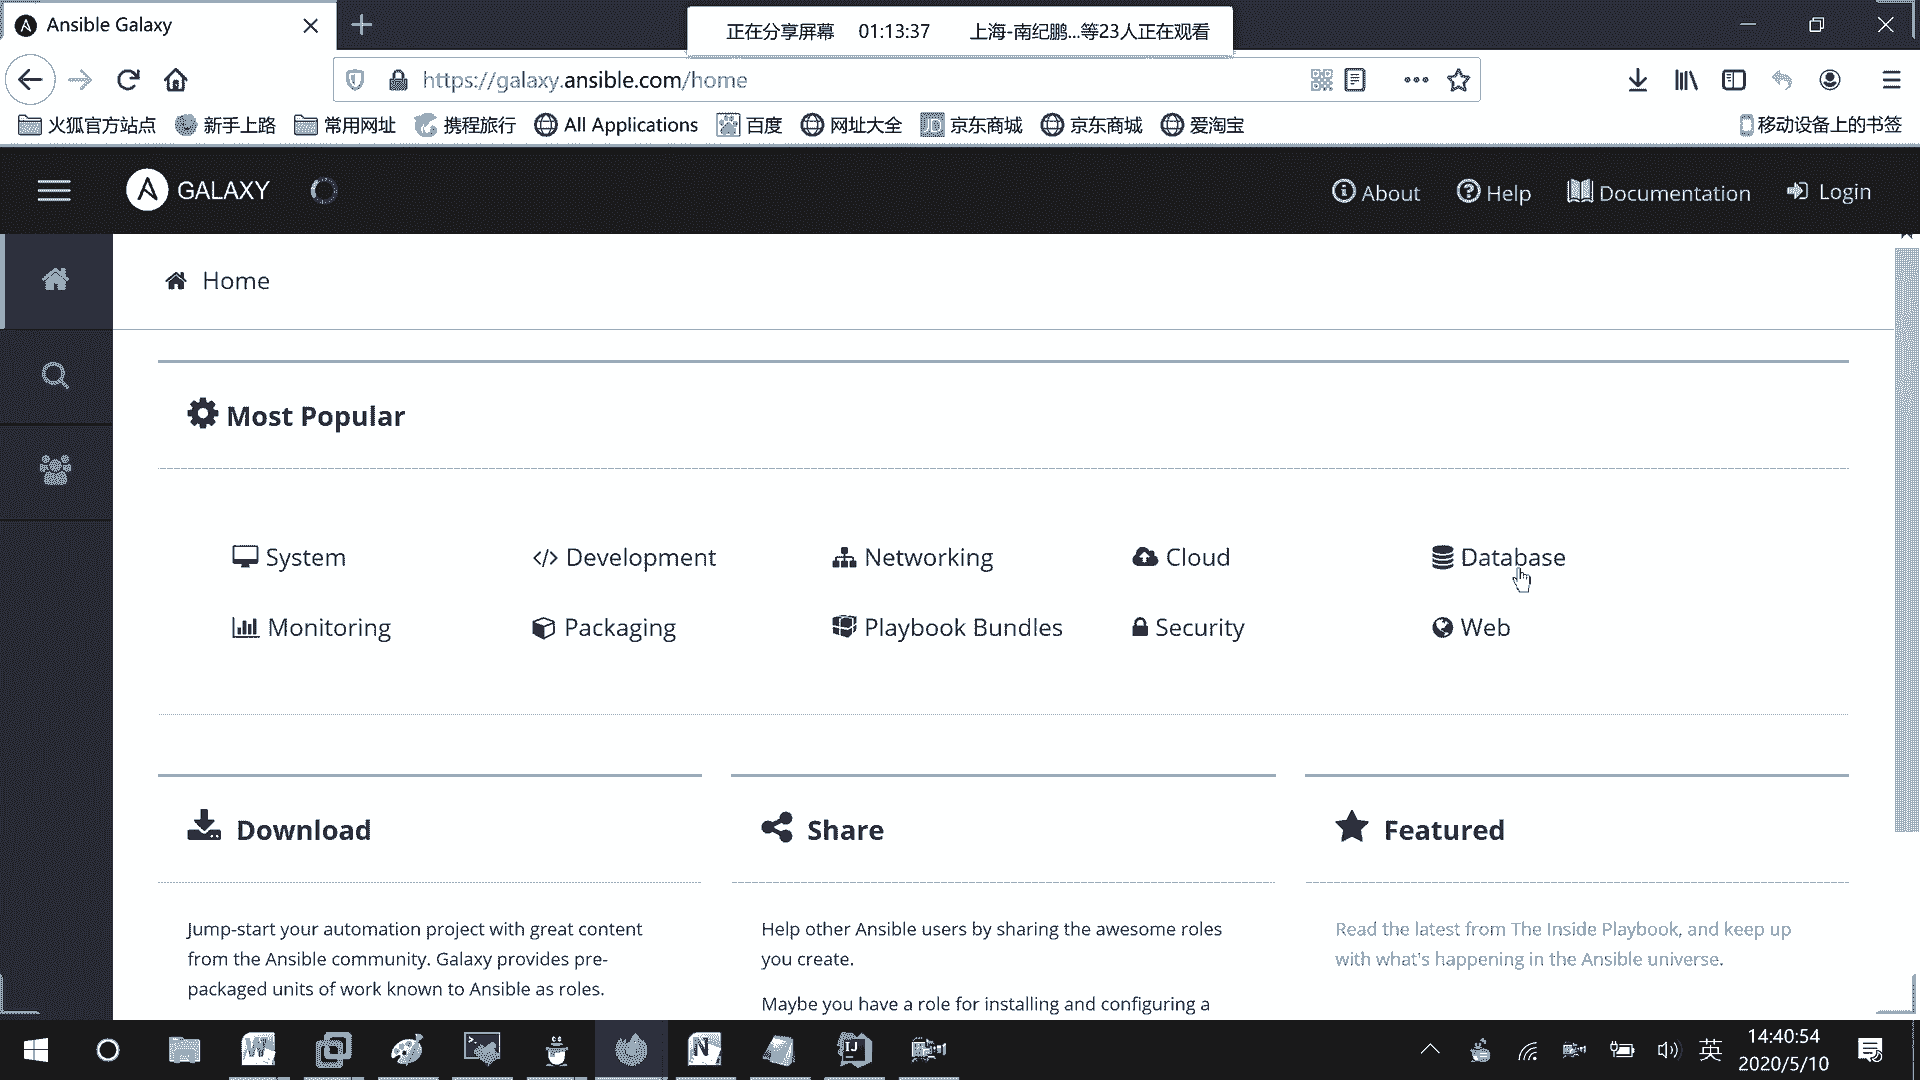 Ansible Galaxy
正在分享屏幕 01:13:37 上海-南纪鹏...等23人正在观看
https://galaxy.ansible.com/home
火狐官方站点 新手上路 常用网址 携程旅行 All Applications 百度 网址大全 JD 京东商城 京东商城 爱淘宝 移动设备上的书签
A GALAXY About Help Documentation Login
Home
Most Popular
System Development Networking Cloud Database
Monitoring Packaging Playbook Bundles Security Web
Download Share Featured
Jump-start your automation project with great content
from the Ansible community. Galaxy provides pre-
packaged units of work known to Ansible as roles.
Help other Ansible users by sharing the awesome roles
you create.
Maybe you have a role for installing and configuring a
Read the latest from The Inside Playbook, and keep up
with what's happening in the Ansible universe.
英 14:40:54
2020/5/10